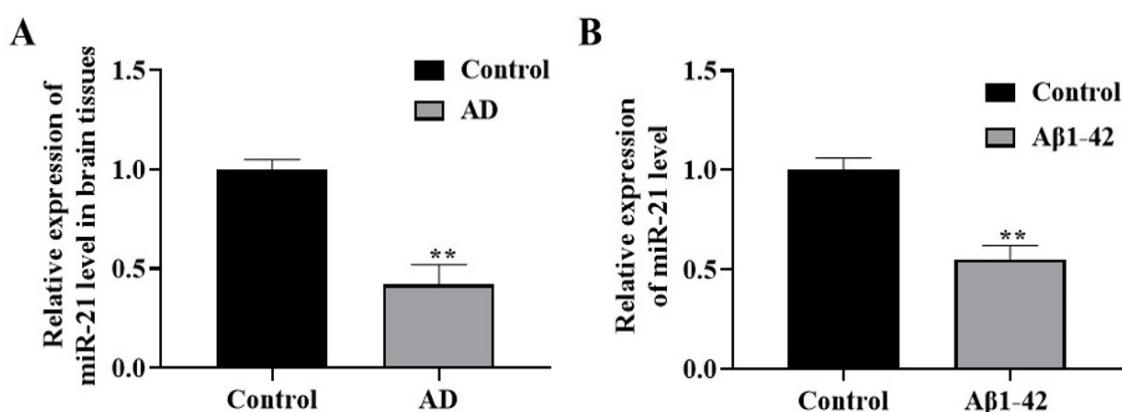 A
Relative expression of
miR-21 level in brain tissues
1.5
1.0
0.5
0.0
Control
AD
**
Control
AD
B
Relative expression
of miR-21 level
1.5
1.0
0.5
0.0
Control
Aβ1-42
**
Control
Aβ1-42